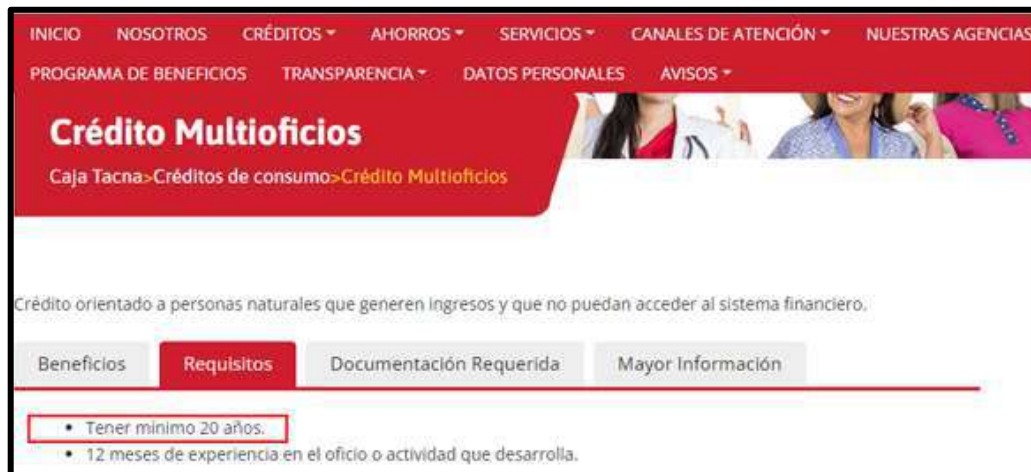 INICIO NOSOTROS CRÉDITOS AHORROS SERVICIOS CANALES DE ATENCIÓN NUESTRAS AGENCIAS
PROGRAMA DE BENEFICIOS TRANSPARENCIA DATOS PERSONALES AVISOS
Crédito Multioficios
Caja Tacna>Créditos de consumo>Crédito Multioficios
Crédito orientado a personas naturales que generen ingresos y que no puedan acceder al sistema financiero.
Beneficios Requisitos Documentación Requerida Mayor Información
• Tener mínimo 20 años.
• 12 meses de experiencia en el oficio o actividad que desarrolla.